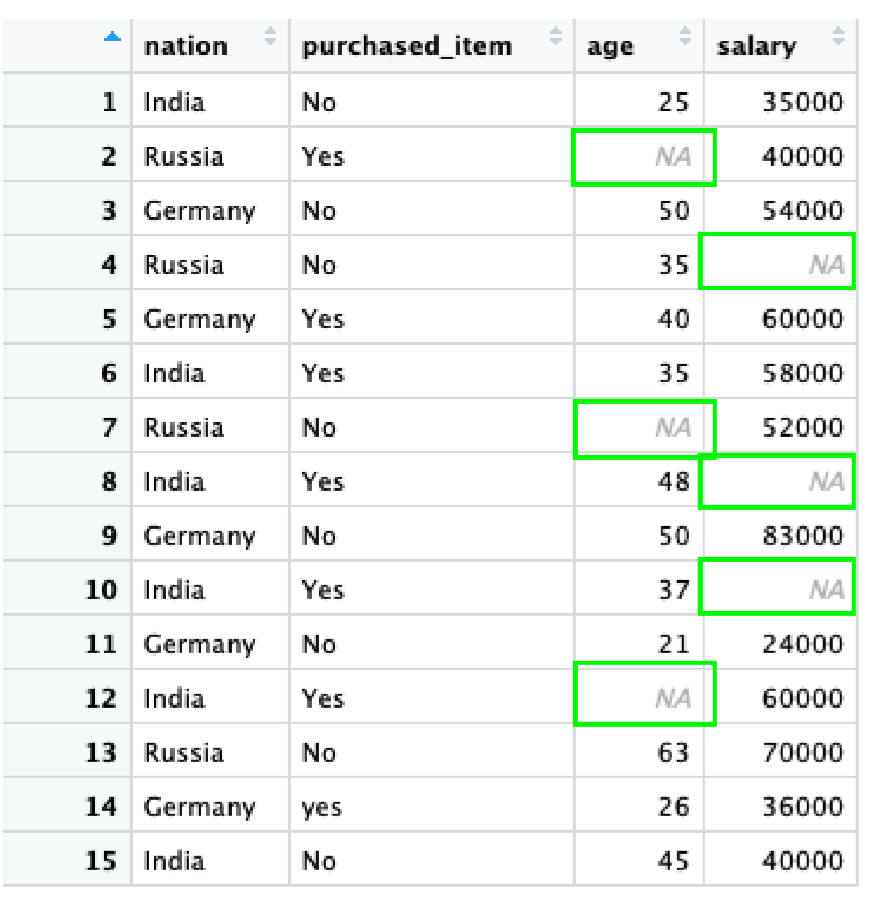 nation purchased_item age salary
1 India No 25 35000
2 Russia Yes NA 40000
3 Germany No 50 54000
4 Russia No 35 NA
5 Germany Yes 40 60000
6 India Yes 35 58000
7 Russia No NA 52000
8 India Yes 48 NA
9 Germany No 50 83000
10 India Yes 37 NA
11 Germany No 21 24000
12 India Yes NA 60000
13 Russia No 63 70000
14 Germany yes 26 36000
15 India No 45 40000